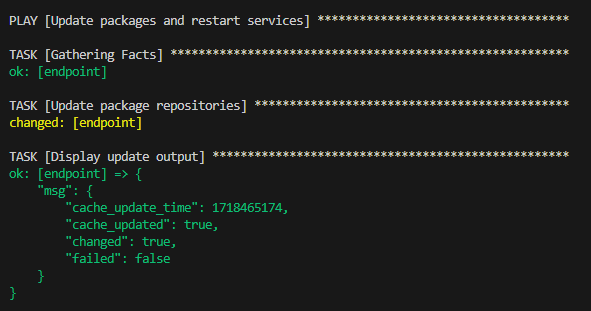 PLAY [Update packages and restart services] ************************************
TASK [Gathering Facts] *********************************************************
ok: [endpoint]
TASK [Update package repositories] *********************************************
changed: [endpoint]
TASK [Display update output] ***************************************************
ok: [endpoint] => {
    "msg": {
        "cache_update_time": 1718465174,
        "cache_updated": true,
        "changed": true,
        "failed": false
    }
}